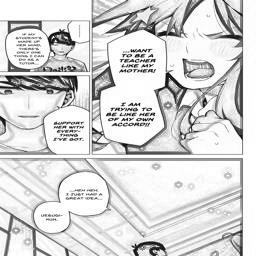 ...WANT
TO BE A
TEACHER
LIKE MY
MOTHER!
I AM
TRYING
TO BE
LIKE HER
OF MY OWN
ACCORD!!
IF MY
STUDENT'S
MADE UP
HER MIND,
THERE'S
ONLY ONE
THING I CAN
DO AS A
TUTOR...
SUPPORT
HER WITH
EVERY-
THING
I'VE GOT.
...HEH HEH.
I JUST HAD A
GREAT IDEA...
UESUGI-
KUN.